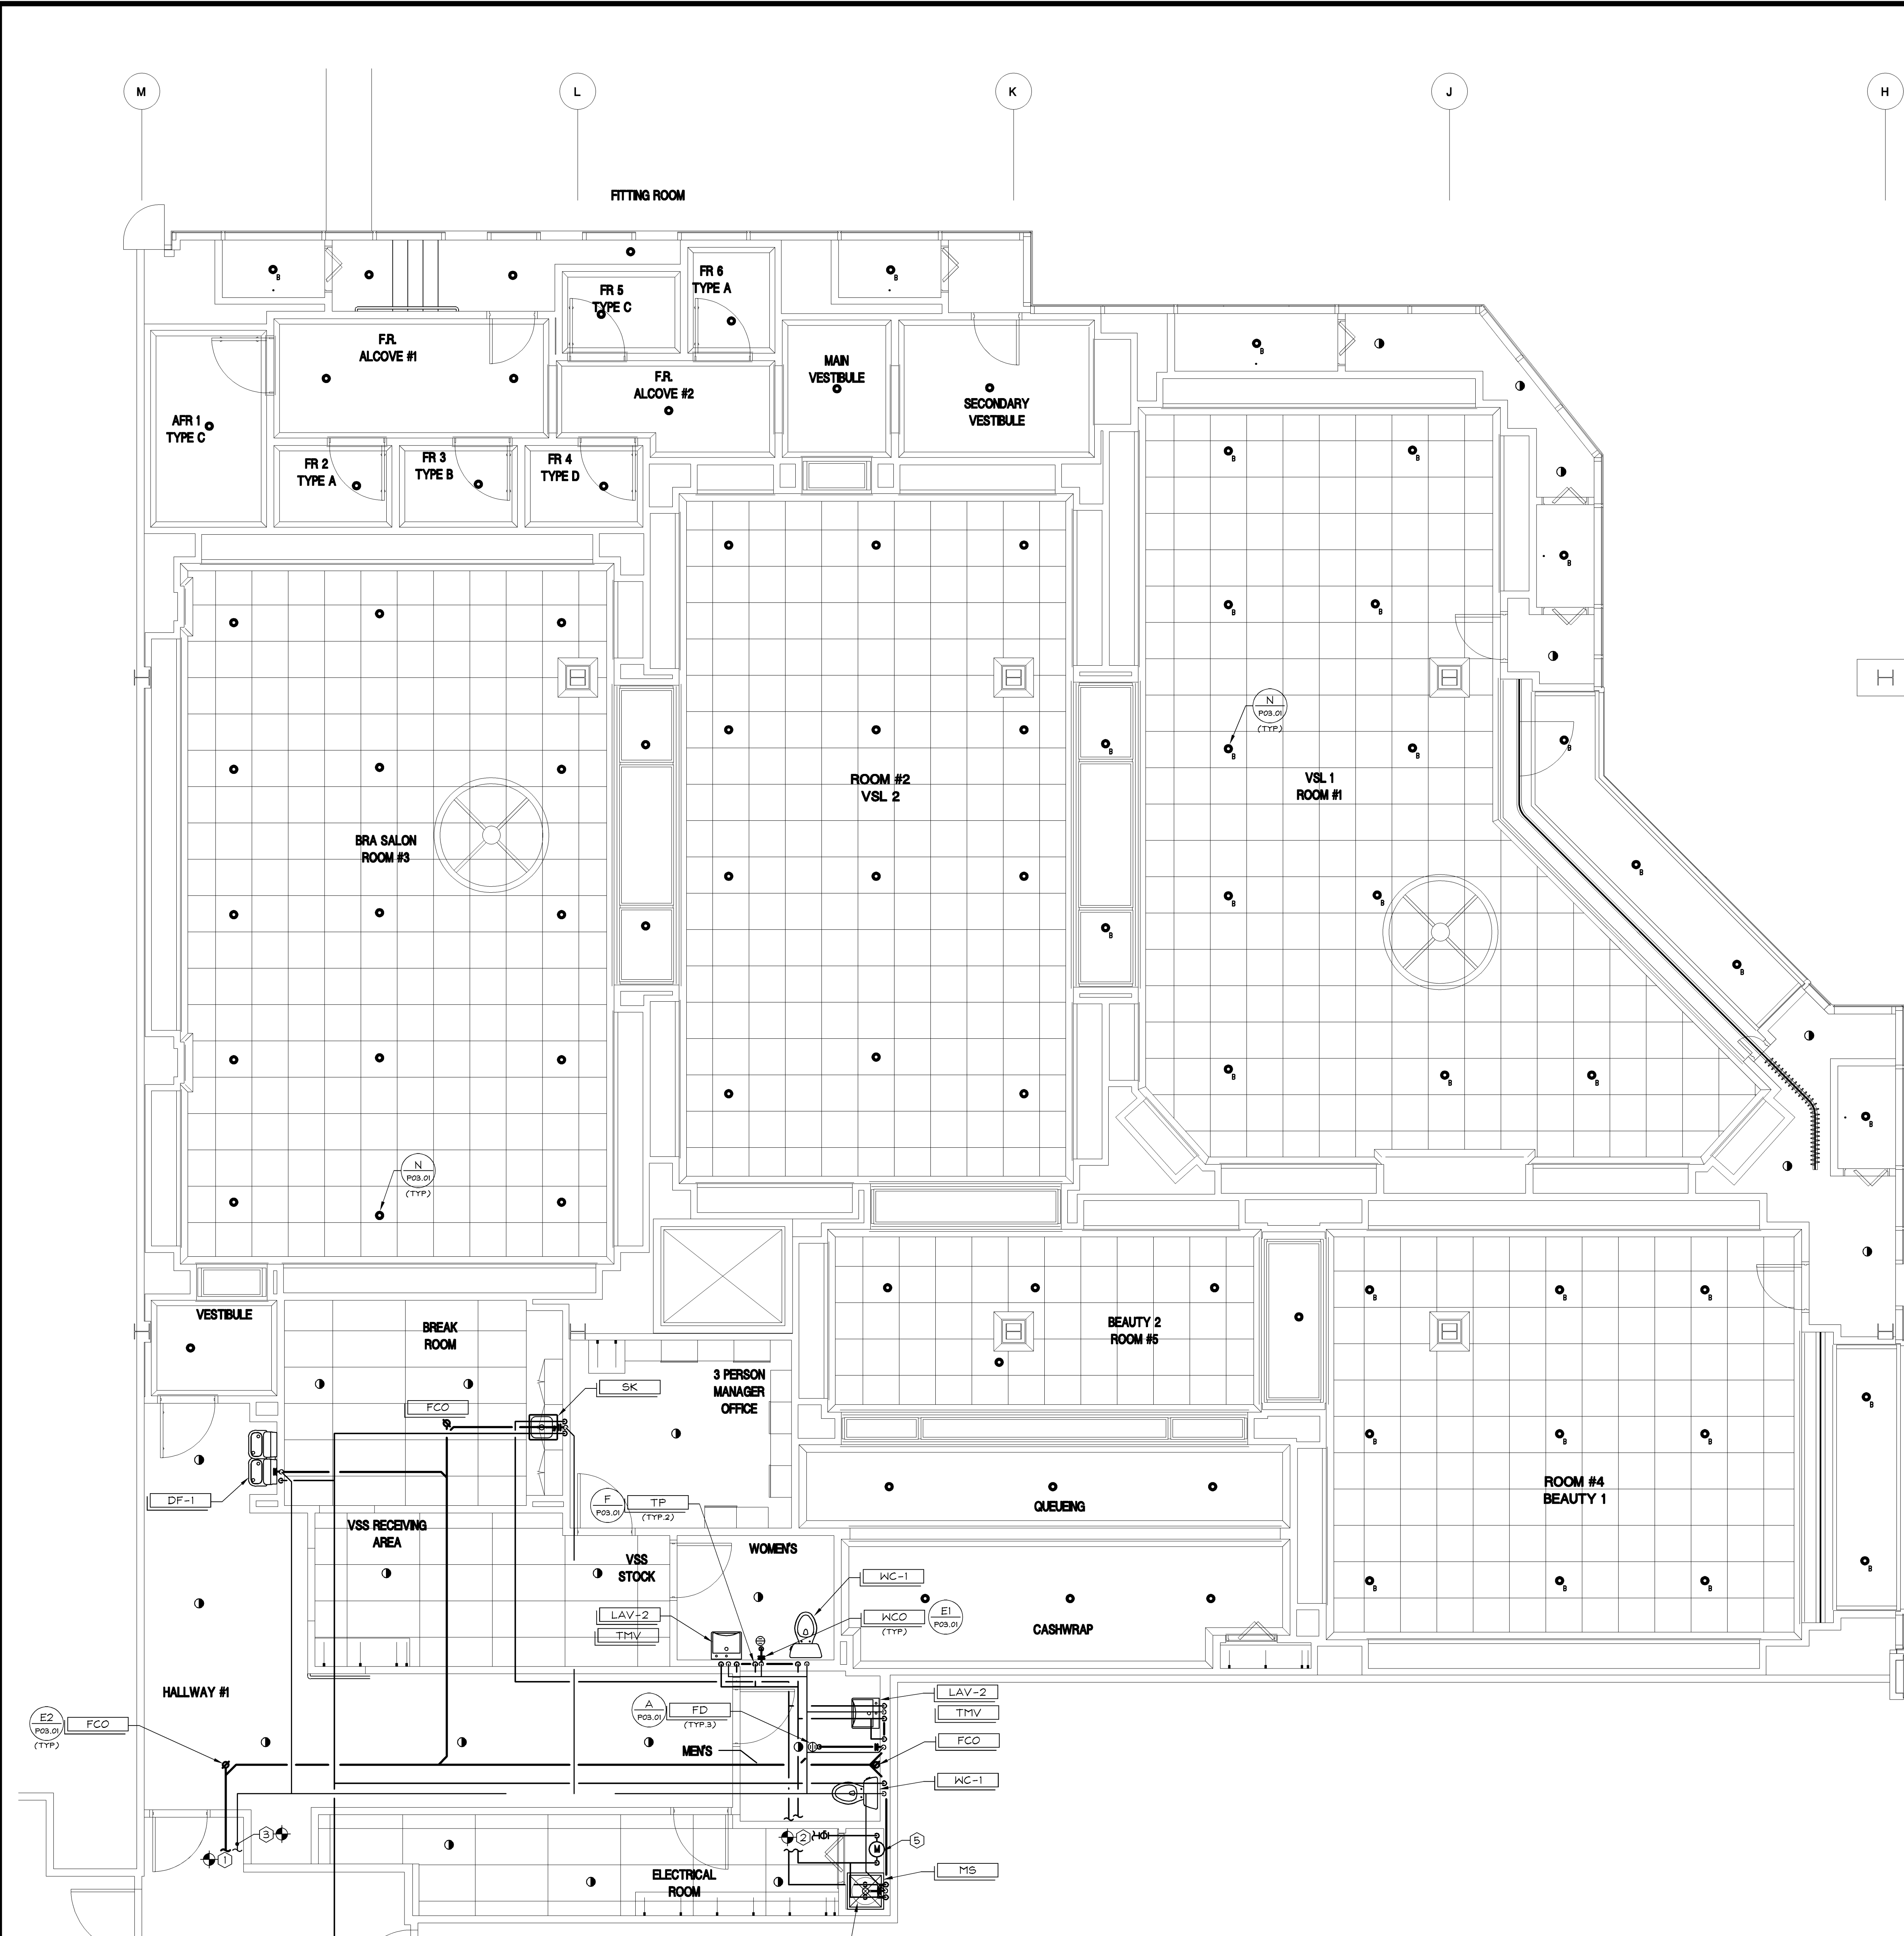 M
L
K
J
H
FITTING ROOM
B
B
FR 5
TYPE C
FR 6
TYPE A
F.R.
ALCOVE #1
F.R.
ALCOVE #2
MAIN
VESTIBULE
SECONDARY
VESTIBULE
B
AFR 1
TYPE C
FR 2
TYPE A
FR 3
TYPE B
FR 4
TYPE D
B
B
B
B
B
N
P03.01
(TYP)
B
B
B
B
ROOM #2
VSL 2
VSL 1
ROOM #1
BRA SALON
ROOM #3
B
B
B
B
B
B
B
B
B
N
P03.01
(TYP)
VESTIBULE
BREAK
ROOM
BEAUTY 2
ROOM #5
B
B
B
3 PERSON
MANAGER
OFFICE
SK
FCO
B
B
B
B
DF-1
F
P03.01
TP
(TYP.2)
QUEUEING
ROOM #4
BEAUTY 1
VSS RECEIVING
AREA
VSS
STOCK
WOMEN'S
WC-1
B
B
B
B
LAV-2
TMV
WCO
(TYP)
E1
P03.01
CASHWRAP
HALLWAY #1
E2
P03.01
(TYP)
FCO
A
P03.01
FD
(TYP.3)
LAV-2
TMV
MEN'S
FCO
WC-1
3
1
2
M
5
MS
ELECTRICAL
ROOM